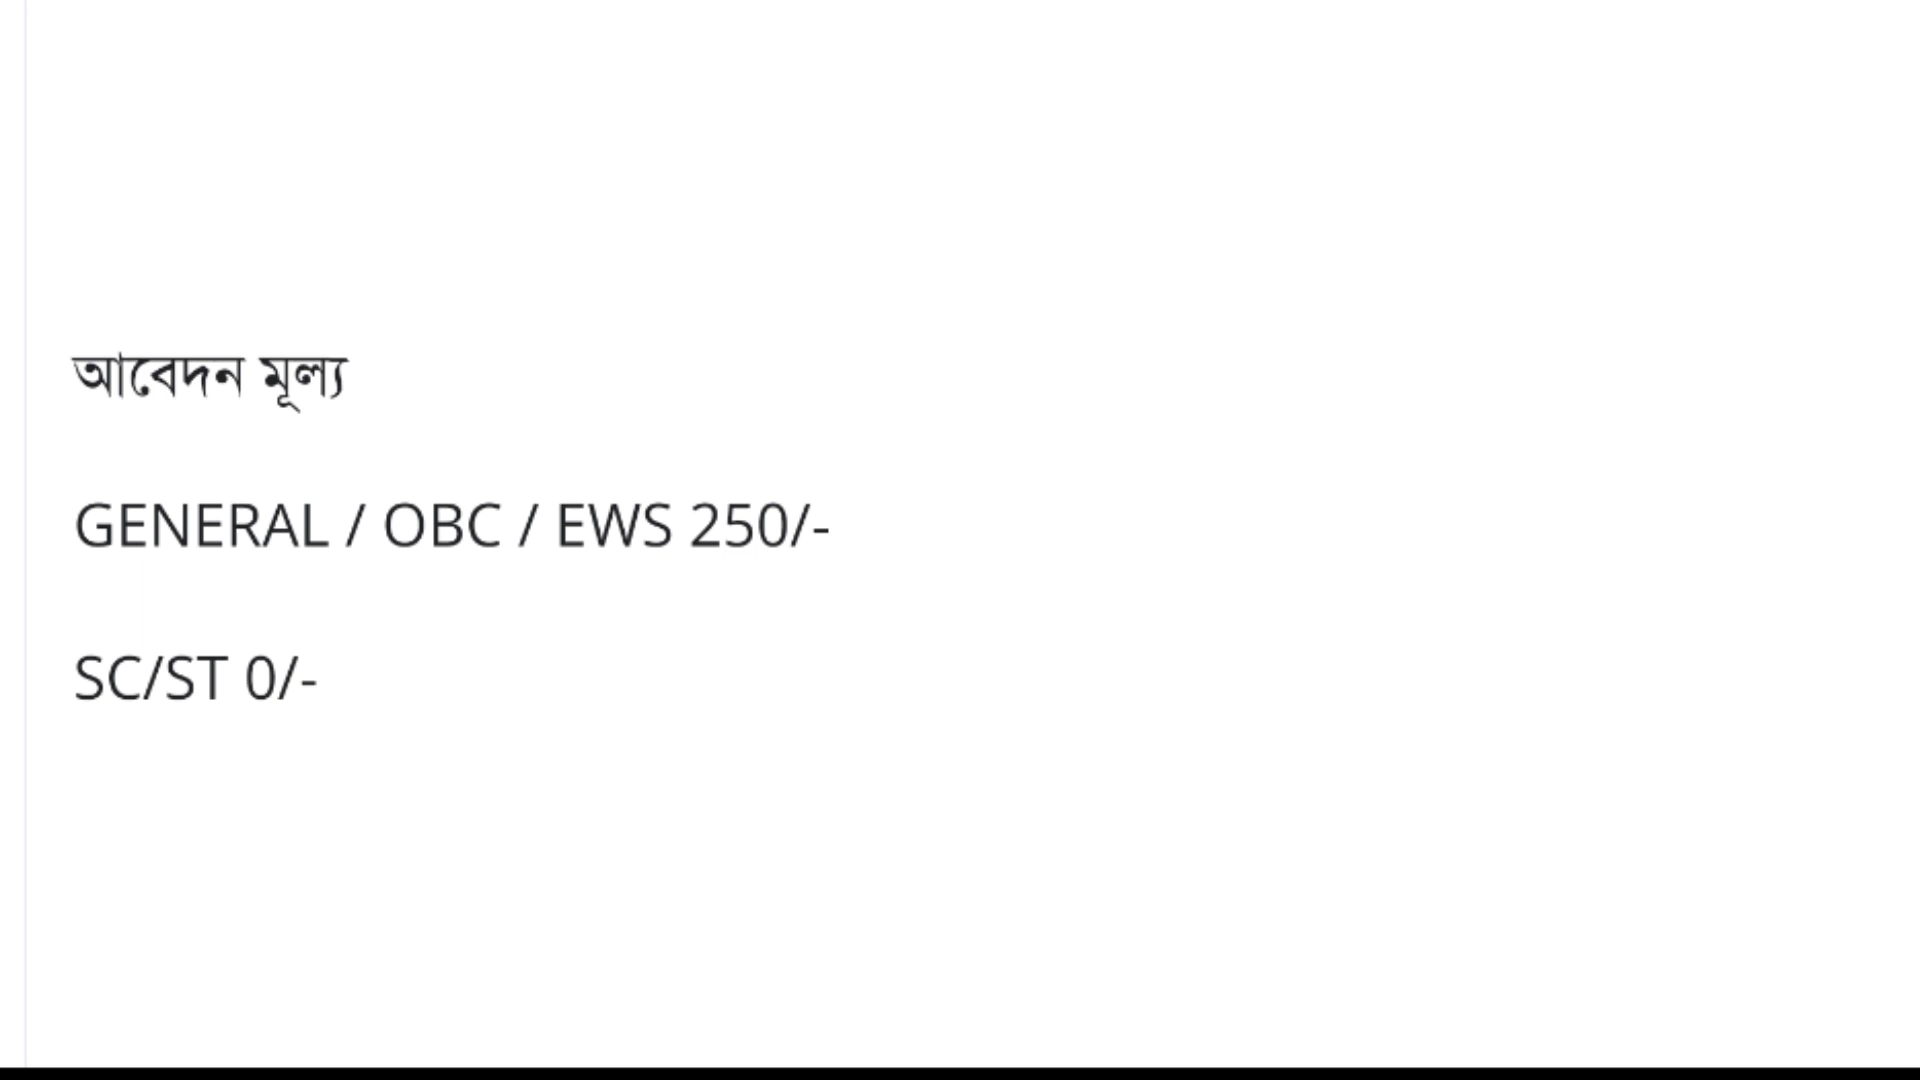 আবেদন মূল্য
GENERAL / OBC / EWS 250/-
SC/ST 0/-